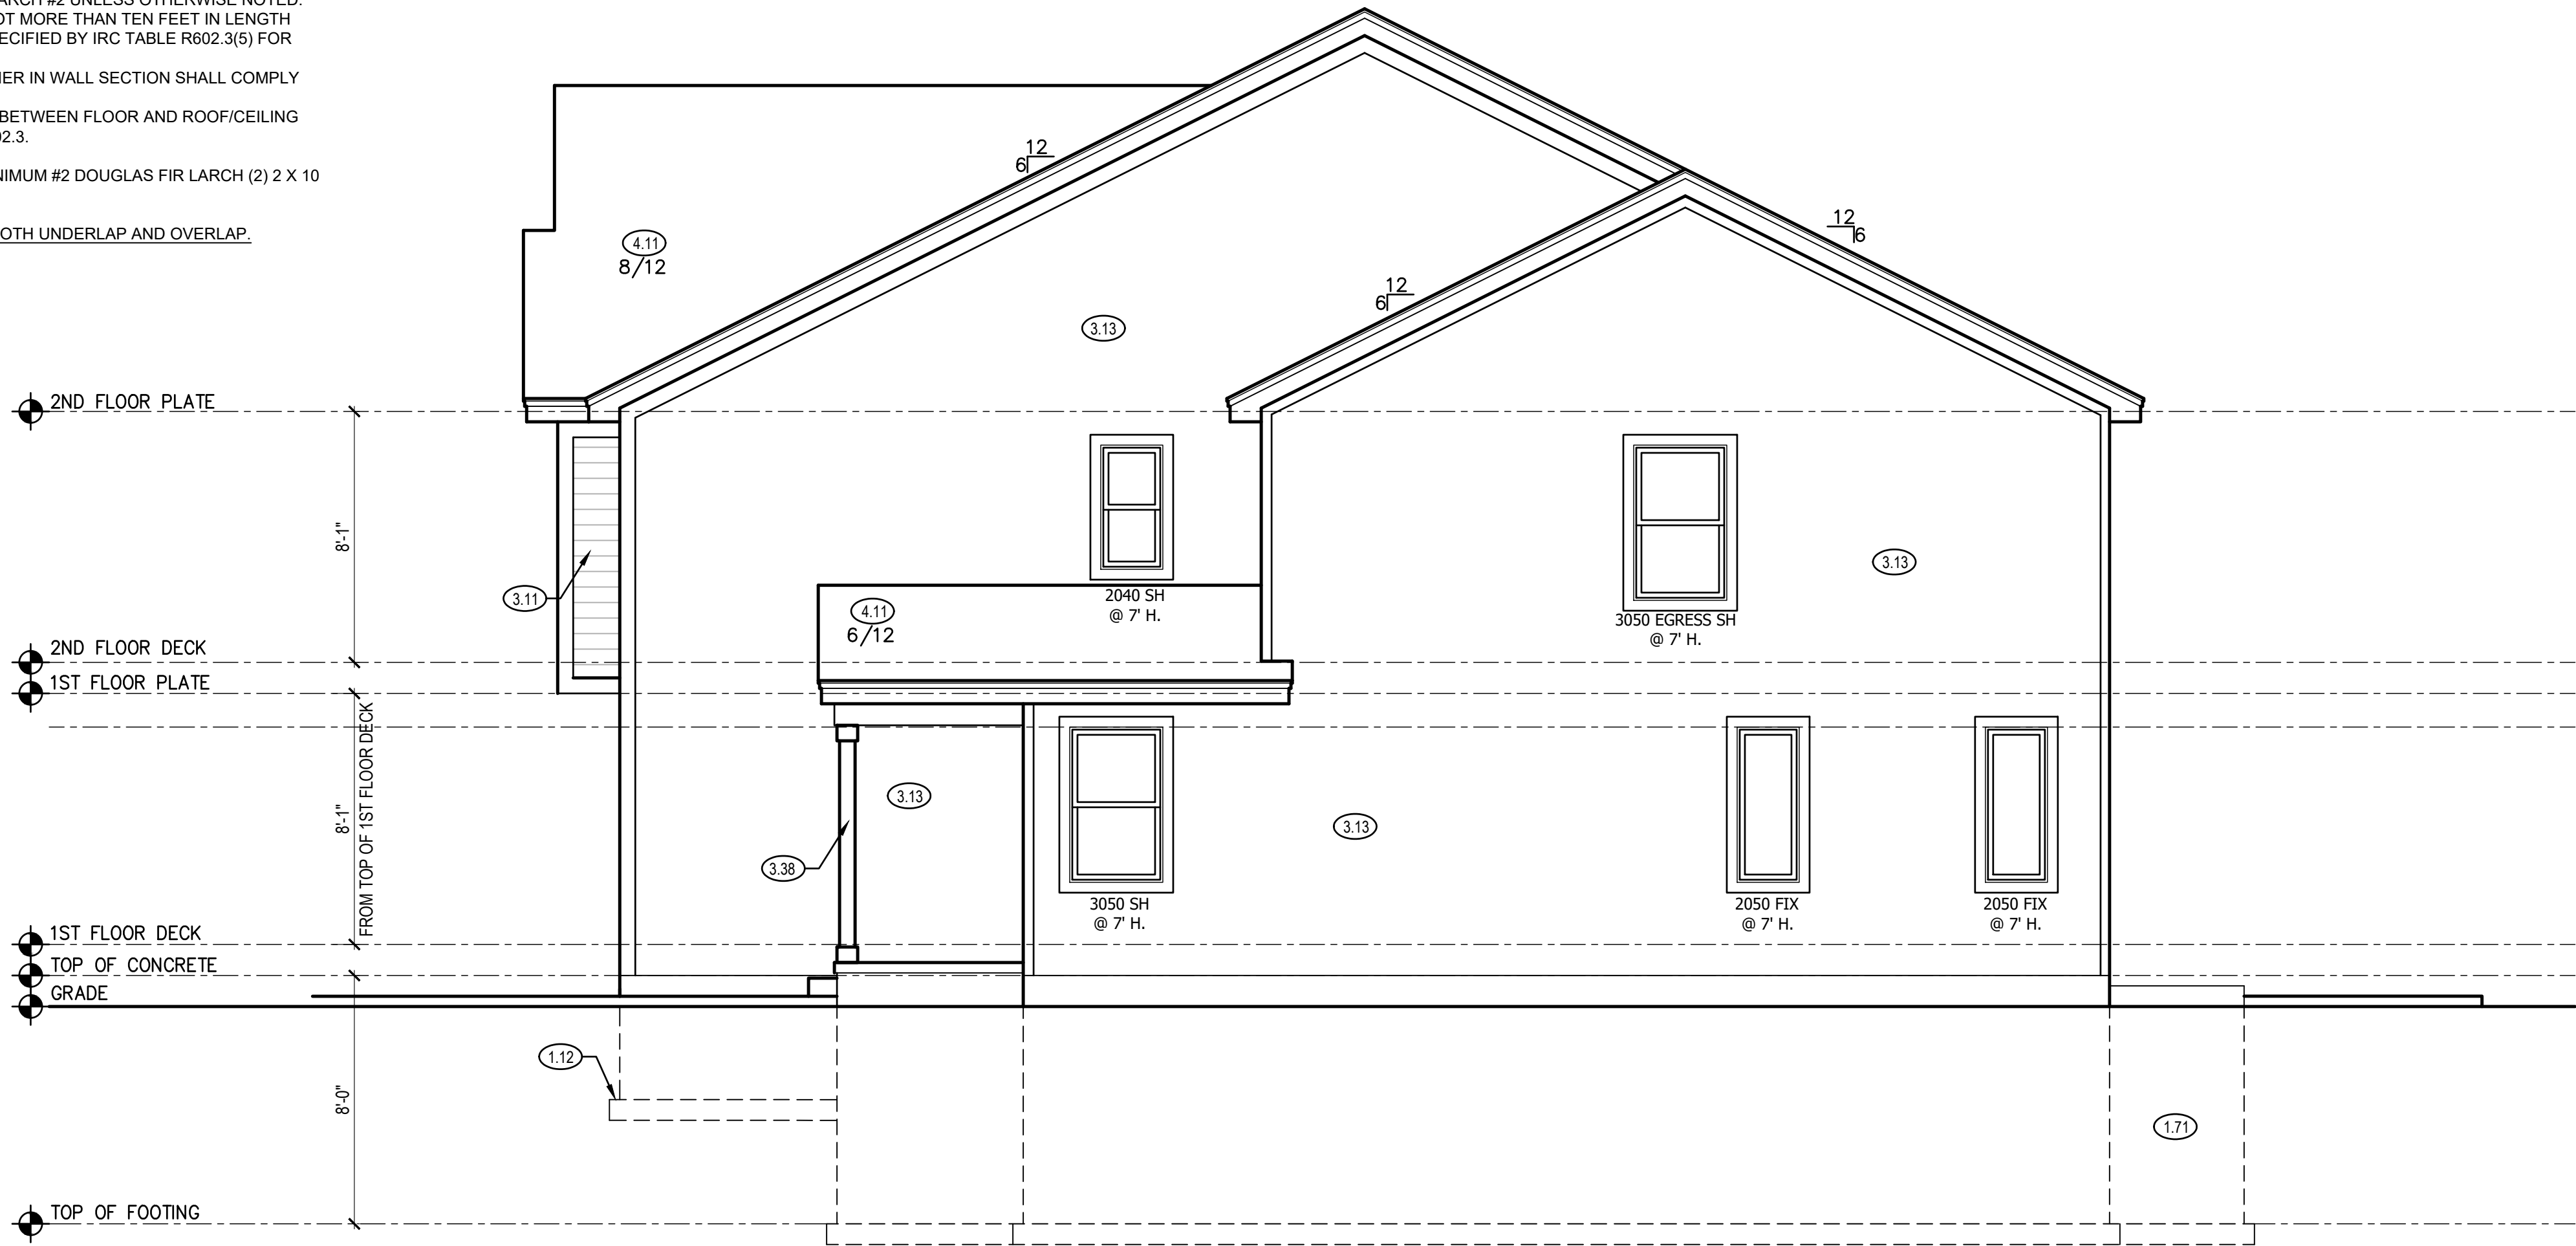 ARCH #2 UNLESS OTHERWISE NOTED.
OT MORE THAN TEN FEET IN LENGTH
ECIFIED BY IRC TABLE R602.3(5) FOR
IER IN WALL SECTION SHALL COMPLY
BETWEEN FLOOR AND ROOF/CEILING
02.3.
NIMUM #2 DOUGLAS FIR LARCH (2) 2 X 10
OTH UNDERLAP AND OVERLAP.
12
6
12
6
4.11
8/12
12
6
3.13
2ND FLOOR PLATE
8'-1"
3.13
3.11
2040 SH
@ 7' H.
4.11
6/12
3050 EGRESS SH
@ 7' H.
2ND FLOOR DECK
1ST FLOOR PLATE
8'-1"
FROM TOP OF 1ST FLOOR DECK
3.13
3.13
3.38
3050 SH
@ 7' H.
2050 FIX
@ 7' H.
2050 FIX
@ 7' H.
1ST FLOOR DECK
TOP OF CONCRETE
GRADE
1.12
8'-0"
1.71
TOP OF FOOTING